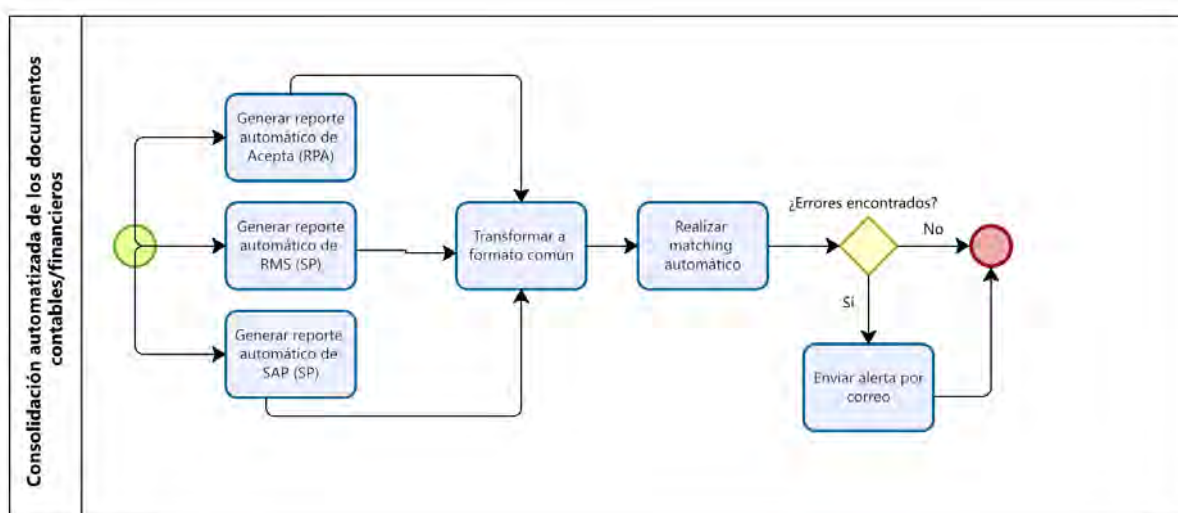 Consolidación automatizada de los documentos
contables/financieros
Generar reporte
automático de
Acepta (RPA)
Generar reporte
automático de
RMS (SP)
Generar reporte
automático de
SAP (SP)
Transformar a
formato común
Realizar
matching
automático
¿Errores encontrados?
No
Sí
Enviar alerta por
correo